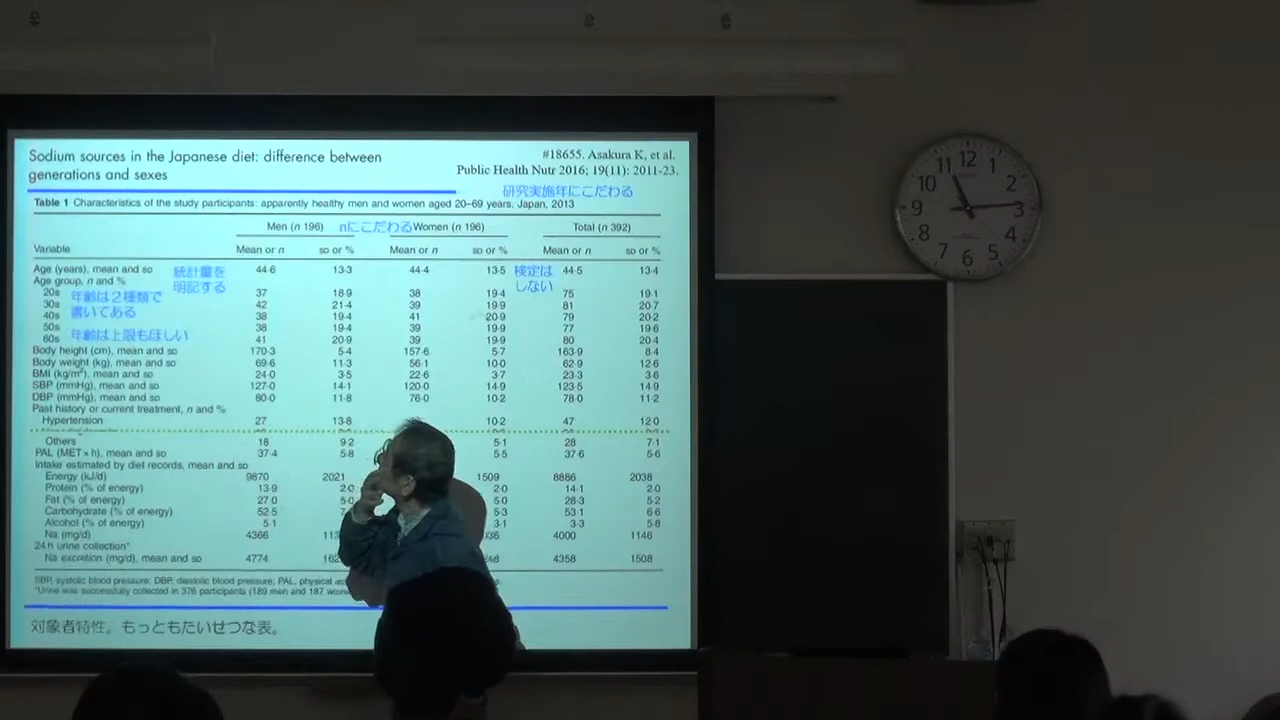 Sodium sources in the Japanese diet: difference between
generations and sexes
#18655. Asakura K, et al.
Public Health Nutr 2016; 19(11): 2011-23.
研究実施年にこだわる
Table 1 Characteristics of the study participants: apparently healthy men and women aged 20–69 years, Japan, 2013
Men (n 196) nにこだわる Women (n 196) Total (n 392)
Variable Mean or n SD or % Mean or n SD or % Mean or n SD or %
Age (years), mean and SD 44·6 13·3 44·4 13·5 44·5 13·4
統計量を
明記する
検定は
しない
Age group, n and %
20s 37 18·9 38 19·4 75 19·1
30s 42 21·4 39 19·9 81 20·7
40s 38 19·4 41 20·9 79 20·2
50s 38 19·4 39 19·9 77 19·6
60s 41 20·9 39 19·9 80 20·4
年齢は2種類で
書いてある
年齢は上限もほしい
Body height (cm), mean and SD 170·3 5·4 157·6 5·7 163·9 8·4
Body weight (kg), mean and SD 69·6 11·3 56·1 10·0 62·9 12·6
BMI (kg/m²), mean and SD 24·0 3·5 22·6 3·7 23·3 3·6
SBP (mmHg), mean and SD 127·0 14·1 120·0 14·9 123·5 14·9
DBP (mmHg), mean and SD 80·0 11·8 76·0 10·2 78·0 11·2
Past history or current treatment, n and %
Hypertension 27 13·8 10·2 47 12·0
Others 18 9·2 5·1 28 7·1
PAL (MET × h), mean and SD 37·4 5·8 5·5 37·6 5·6
Intake estimated by diet records, mean and SD
Energy (kJ/d) 9870 2021 1509 8886 2038
Protein (% of energy) 13·9 2·0 2·0 14·1 2·0
Fat (% of energy) 27·0 5·0 5·0 28·3 5·2
Carbohydrate (% of energy) 52·5 5·3 53·1 6·6
Alcohol (% of energy) 5·1 3·1 3·3 5·8
Na (mg/d) 4366 4000 1146
24 h urine collection*
Na excretion (mg/d), mean and SD 4774 4358 1508
SBP, systolic blood pressure; DBP, diastolic blood pressure; PAL, physical
*Urine was successfully collected in 376 participants (189 men and 187
対象者特性。もっともたいせつな表。
12
1
2
3
4
5
6
7
8
9
10
11